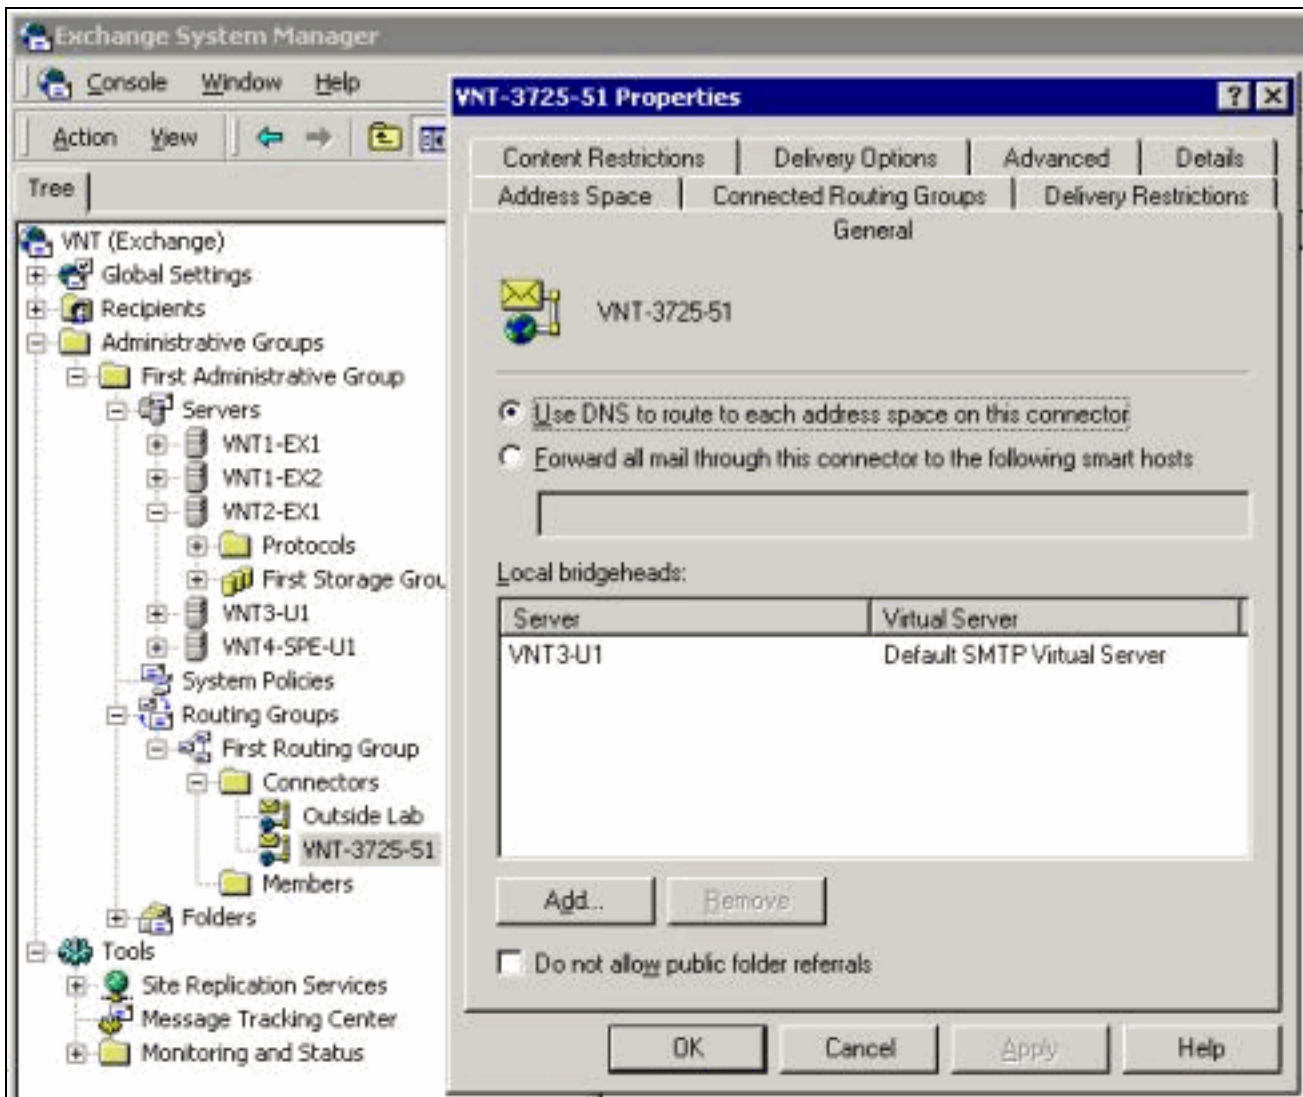 Exchange System Manager
Console Window Help
Action View
Tree
VNT (Exchange)
Global Settings
Recipients
Administrative Groups
First Administrative Group
Servers
VNT1-EX1
VNT1-EX2
VNT2-EX1
Protocols
First Storage Grou
VNT3-U1
VNT4-SPE-U1
System Policies
Routing Groups
First Routing Group
Connectors
Outside Lab
VNT-3725-51
Members
Folders
Tools
Site Replication Services
Message Tracking Center
Monitoring and Status
VNT-3725-51 Properties
Content Restrictions Delivery Options Advanced Details
Address Space Connected Routing Groups Delivery Restrictions
General
VNT-3725-51
Use DNS to route to each address space on this connector
Forward all mail through this connector to the following smart hosts
Local bridgeheads:
Server Virtual Server
VNT3-U1 Default SMTP Virtual Server
Add... Remove
Do not allow public folder referrals
OK Cancel Apply Help